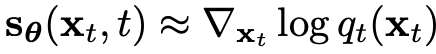 𝐬_𝛉(𝐱_t, t) ≈ ∇_{𝐱_t} log q_t(𝐱_t)